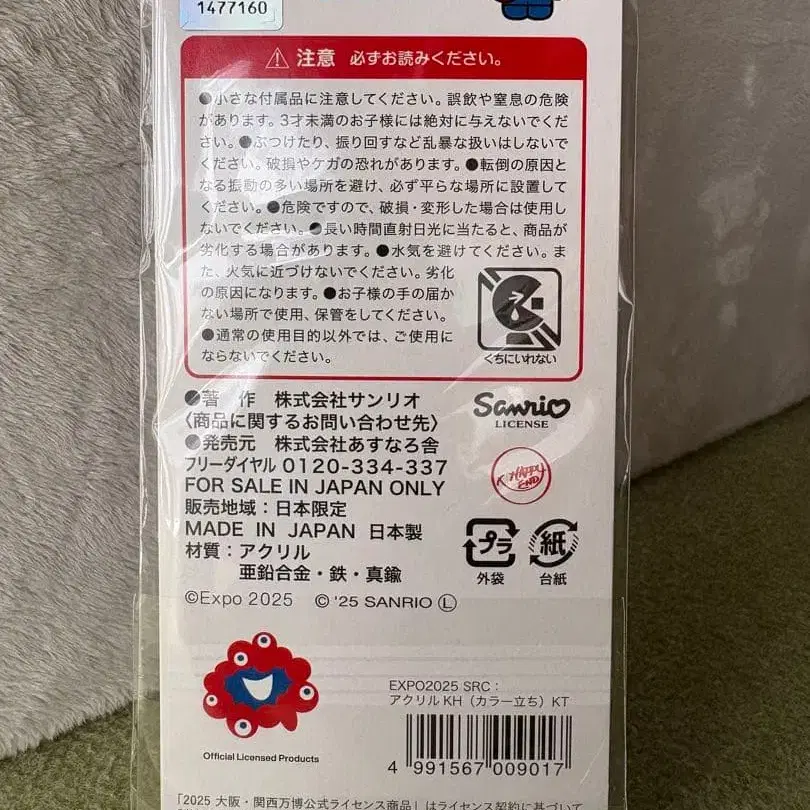 1477160
注意 必ずお読みください。
●小さな付属品に注意してください。誤飲や窒息の危険
があります。3才未満のお子様には絶対に与えないでくだ
さい。●ぶつけたり、振り回すなど乱暴な扱いはしないで
ください。破損やケガの恐れがあります。●転倒の原因と
なる振動の多い場所を避け、必ず平らな場所に設置して
ください。●危険ですので、破損・変形した場合は使用し
ないでください。●長い時間直射日光に当たると、商品が
劣化する場合があります。●水気を避けてください。ま
た、火気に近づけないでください。劣化
の原因になります。●お子様の手の届か
ない場所で使用、保管をしてください。
●通常の使用目的以外では、ご使用に
ならないでください。
くちにいれない
●著 作 株式会社サンリオ
〈商品に関するお問い合わせ先〉
●発売元 株式会社あすなろ舎
フリーダイヤル 0120-334-337
FOR SALE IN JAPAN ONLY
販売地域：日本限定
MADE IN JAPAN 日本製
材質：アクリル
亜鉛合金・鉄・真鍮
©Expo 2025 © '25 SANRIO Ⓛ
Sanrio
LICENSE
HAPPY
END
プラ
外袋
紙
台紙
Official Licensed Products
EXPO2025 SRC：
アクリルKH（カラー立ち）KT
4 991567 009017
「2025 大阪・関西万博公式ライセンス商品」はライセンス契約に基づいて